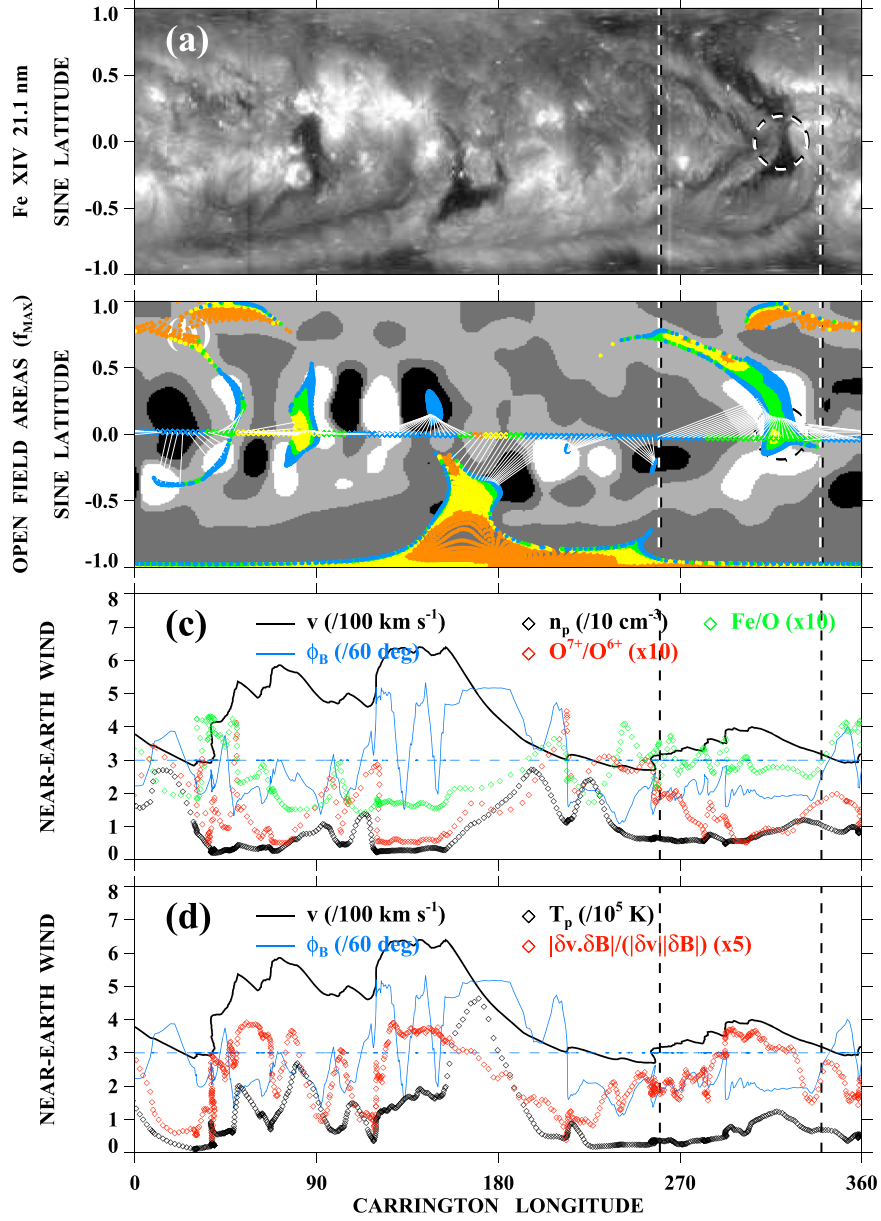 (a)
1.0
0.5
0.0
-0.5
-1.0
Fe XIV 21.1 nm
SINE LATITUDE
1.0
0.5
0.0
-0.5
-1.0
OPEN FIELD AREAS (fMAX)
SINE LATITUDE
(c)
v (/100 km s-1)
np (/10 cm-3)
Fe/O (x10)
ϕB (/60 deg)
O7+/O6+ (x10)
8
7
6
5
4
3
2
1
0
NEAR-EARTH WIND
(d)
v (/100 km s-1)
Tp (/105 K)
ϕB (/60 deg)
|δv.δB|/(|δv||δB|) (x5)
8
7
6
5
4
3
2
1
0
NEAR-EARTH WIND
0 90 180 270 360
CARRINGTON LONGITUDE